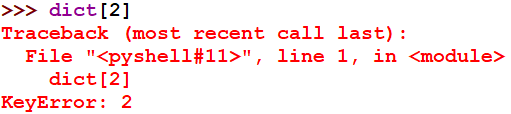 >>> dict[2]
Traceback (most recent call last):
  File "<pyshell#11>", line 1, in <module>
    dict[2]
KeyError: 2